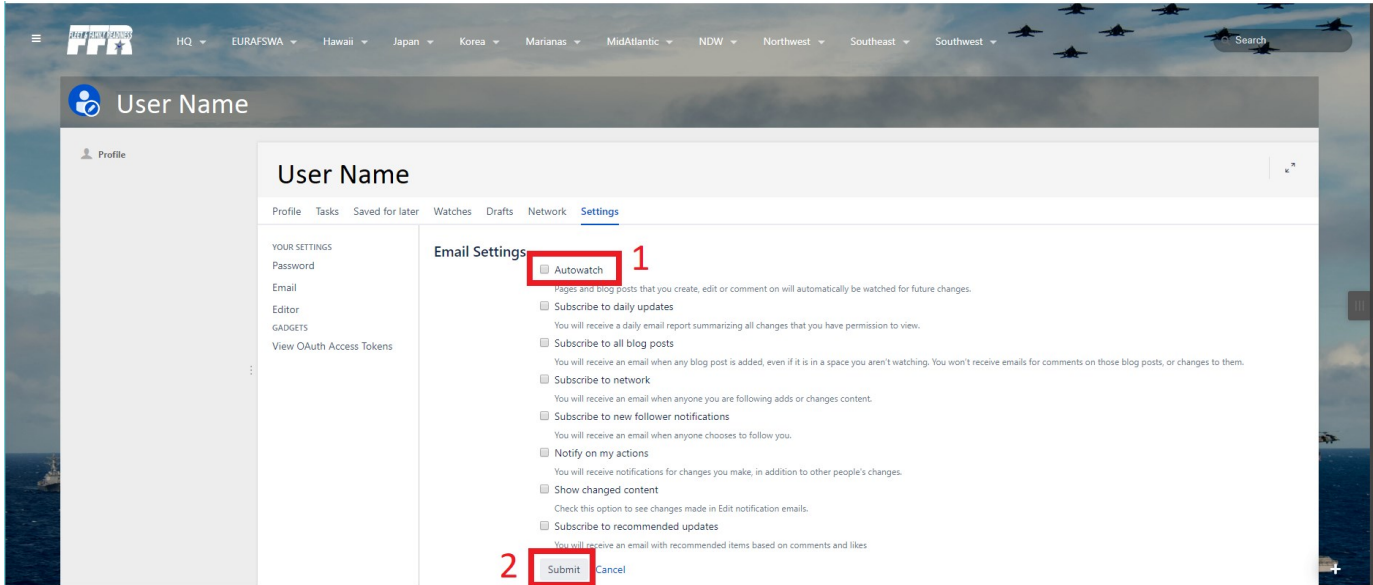 FLEET & FAMILY READINESS
FFR
HQ EURAFSWA Hawaii Japan Korea Marianas MidAtlantic NDW Northwest Southeast Southwest Search
User Name
Profile
User Name
Profile Tasks Saved for later Watches Drafts Network Settings
YOUR SETTINGS
Password
Email
Editor
GADGETS
View OAuth Access Tokens
Email Settings
Autowatch 1
Pages and blog posts that you create, edit or comment on will automatically be watched for future changes.
Subscribe to daily updates
You will receive a daily email report summarizing all changes that you have permission to view.
Subscribe to all blog posts
You will receive an email when any blog post is added, even if it is in a space you aren't watching. You won't receive emails for comments on those blog posts, or changes to them.
Subscribe to network
You will receive an email when anyone you are following adds or changes content.
Subscribe to new follower notifications
You will receive an email when anyone chooses to follow you.
Notify on my actions
You will receive notifications for changes you make, in addition to other people's changes.
Show changed content
Check this option to see changes made in Edit notification emails.
Subscribe to recommended updates
You will receive an email with recommended items based on comments and likes
2 Submit Cancel